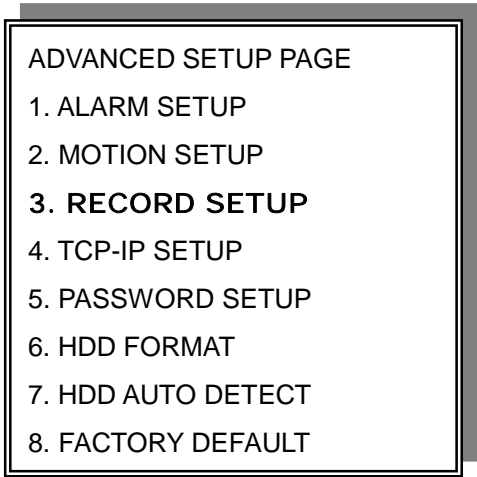 ADVANCED SETUP PAGE
1. ALARM SETUP
2. MOTION SETUP
3. RECORD SETUP
4. TCP-IP SETUP
5. PASSWORD SETUP
6. HDD FORMAT
7. HDD AUTO DETECT
8. FACTORY DEFAULT